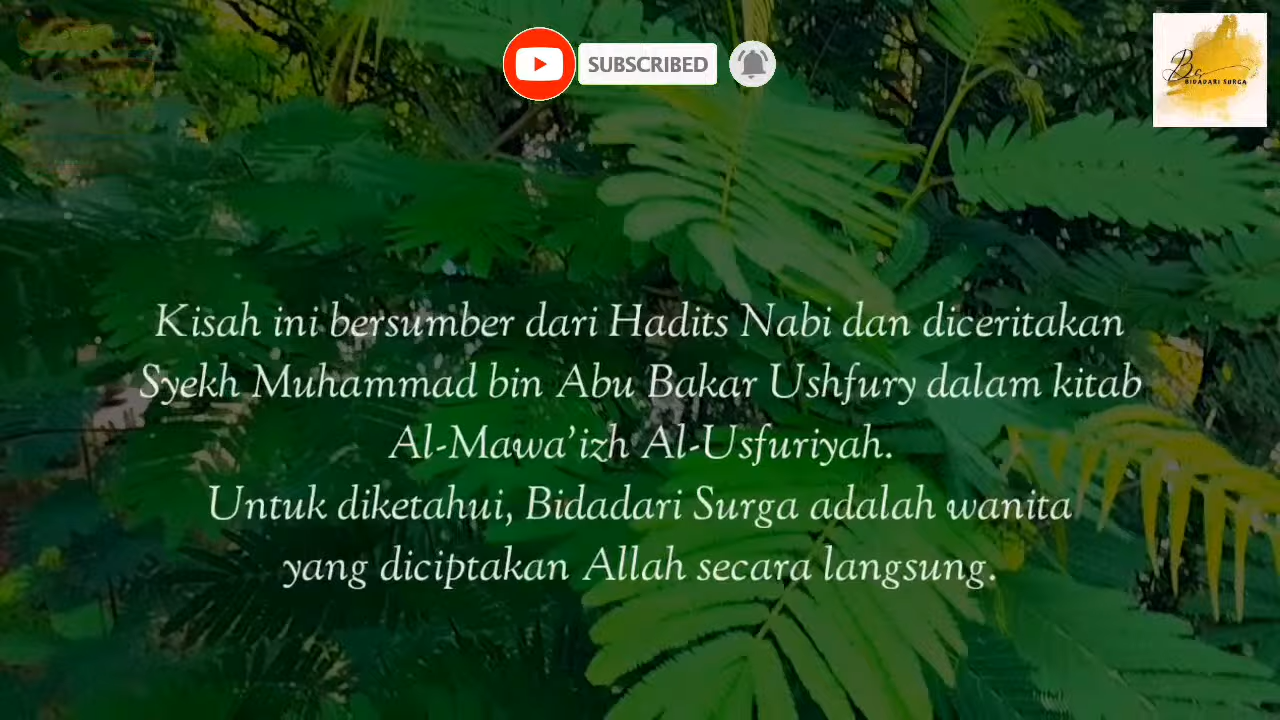 SUBSCRIBED
Bs
BIDADARI SURGA
Kisah ini bersumber dari Hadits Nabi dan diceritakan
Syekh Muhammad bin Abu Bakar Ushfury dalam kitab
Al-Mawa'izh Al-Usfuriyah.
Untuk diketahui, Bidadari Surga adalah wanita
yang diciptakan Allah secara langsung.